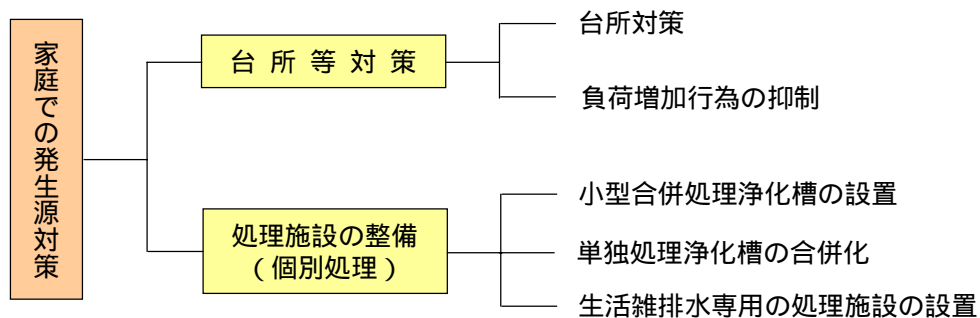 家庭での発生源対策
台所等対策
台所対策
負荷増加行為の抑制
処理施設の整備
(個別処理)
小型合併処理浄化槽の設置
単独処理浄化槽の合併化
生活雑排水専用の処理施設の設置